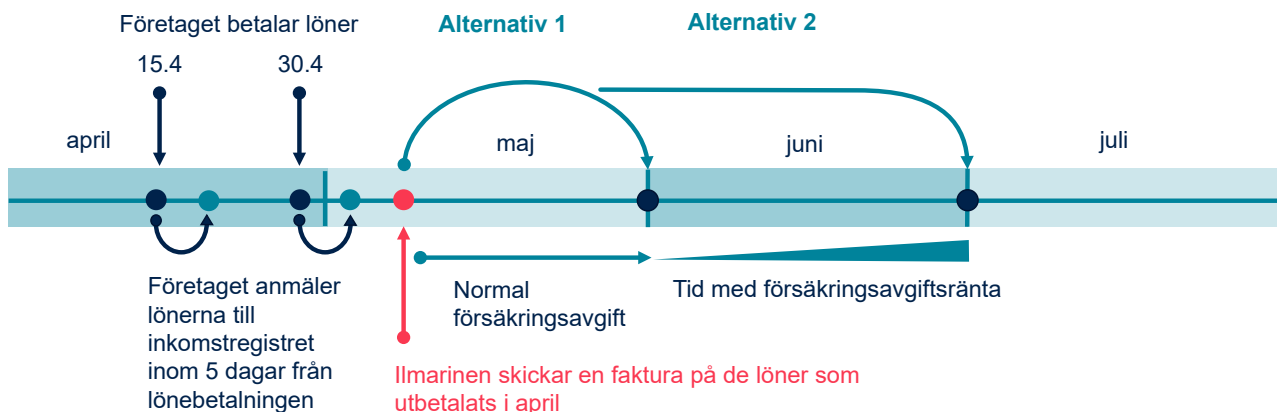 Företaget betalar löner
Alternativ 1
Alternativ 2
15.4
30.4
april
maj
juni
juli
Företaget anmäler
lönerna till
inkomstregistret
inom 5 dagar från
lönebetalningen
Normal
försäkringsavgift
Tid med försäkringsavgiftsränta
Ilmarinen skickar en faktura på de löner som
utbetalats i april